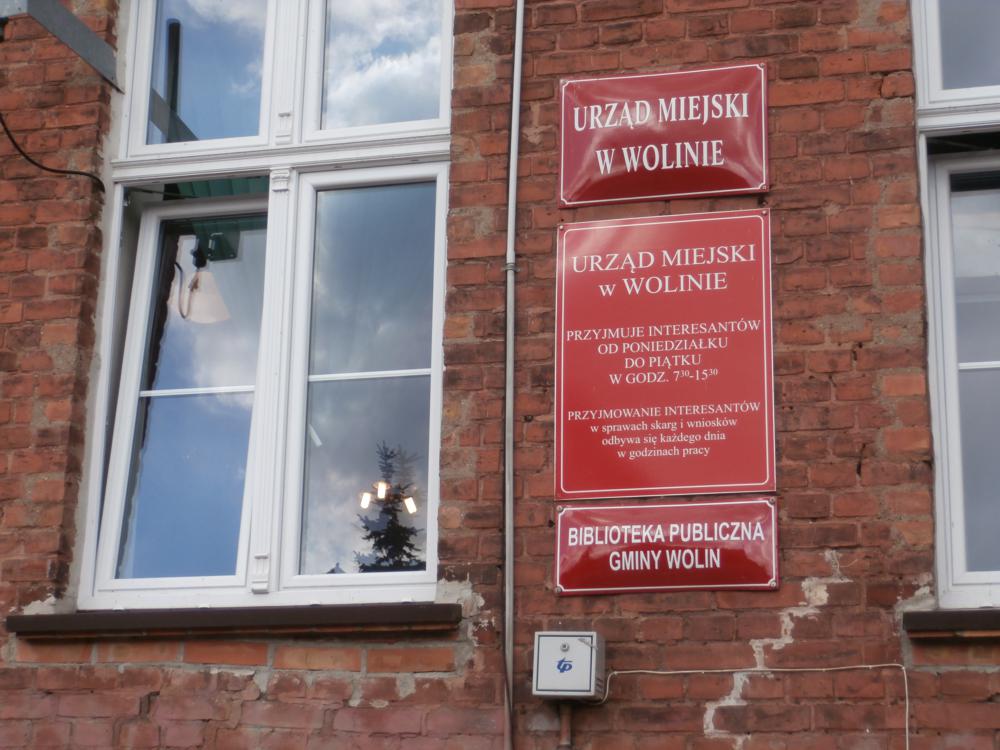 URZĄD MIEJSKI
W WOLINIE
URZĄD MIEJSKI
w WOLINIE
PRZYJMUJE INTERESANTÓW
OD PONIEDZIAŁKU
DO PIĄTKU
W GODZ. 7³⁰-15³⁰
PRZYJMOWANIE INTERESANTÓW
w sprawach skarg i wniosków
odbywa się każdego dnia
w godzinach pracy
BIBLIOTEKA PUBLICZNA
GMINY WOLIN
tp